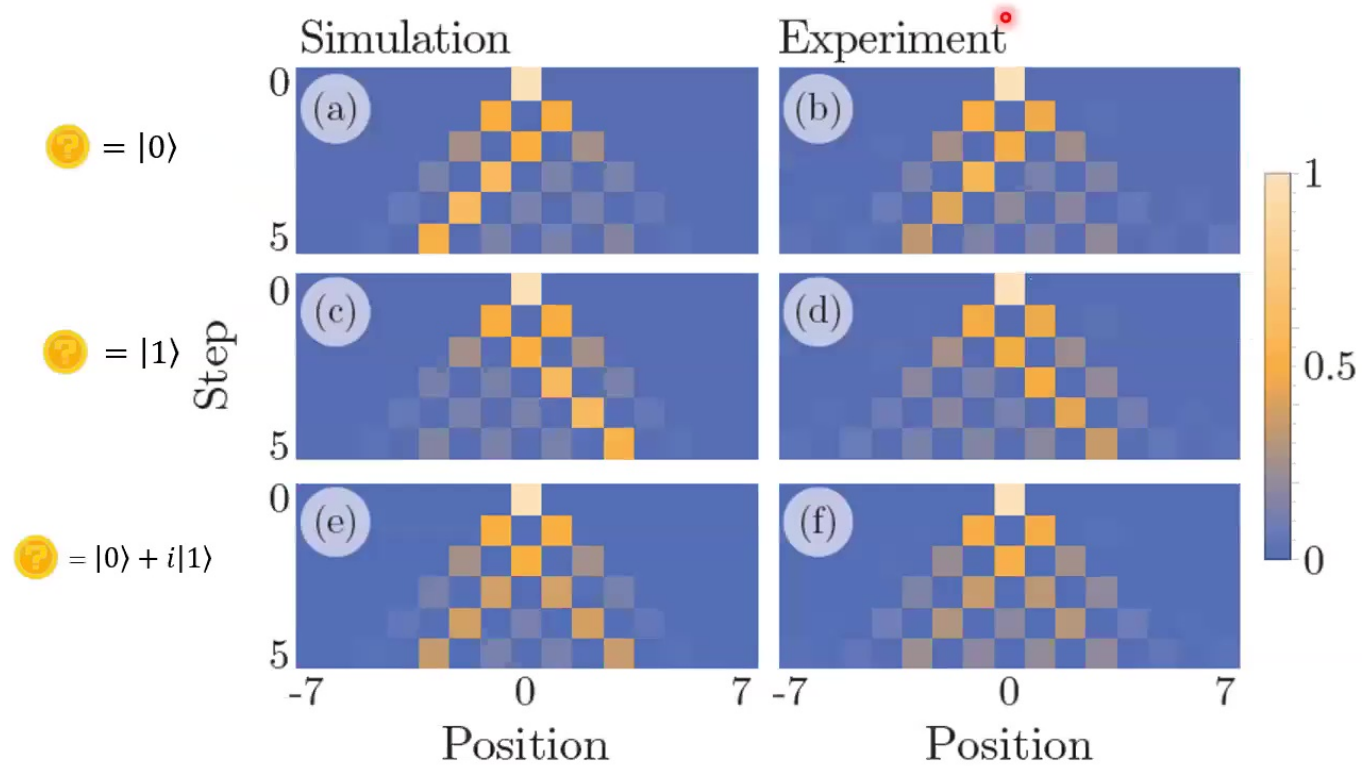 Simulation
Experiment
0
(a)
(b)
? = |0⟩
5
1
0
(c)
(d)
? = |1⟩
Step
0.5
5
0
(e)
(f)
? = |0⟩ + i|1⟩
0
5
-7 0 7
-7 0 7
Position
Position